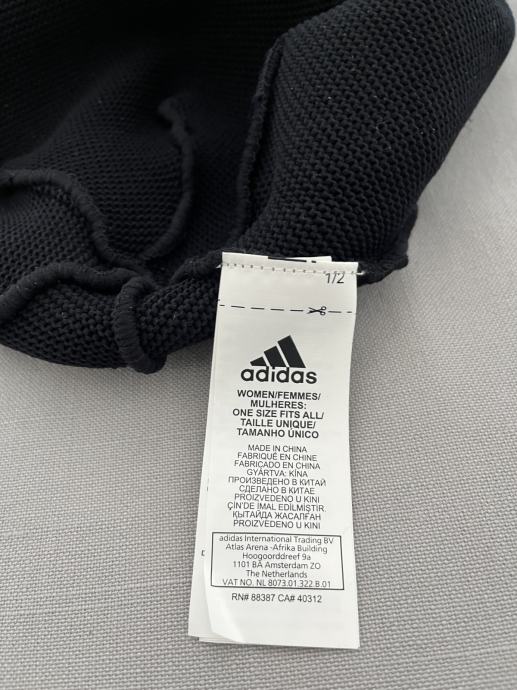 1/2
adidas
WOMEN/FEMMES/
MULHERES:
ONE SIZE FITS ALL/
TAILLE UNIQUE/
TAMANHO ÚNICO
MADE IN CHINA
FABRIQUÉ EN CHINE
FABRICADO EN CHINA
GYÁRTVA: KÍNA
ПРОИЗВЕДЕНО В КИТАЙ
СДЕЛАНО В КИТАЕ
PROIZVEDENO U KINI
ÇİN'DE İMAL EDİLMİŞTİR.
ҚЫТАЙДА ЖАСАЛҒАН
PROIZVEDENO U KINI
adidas International Trading BV
Atlas Arena -Afrika Building
Hoogoorddreef 9a
1101 BA Amsterdam ZO
The Netherlands
VAT NO. NL 8073.01.322.B.01
RN# 88387 CA# 40312